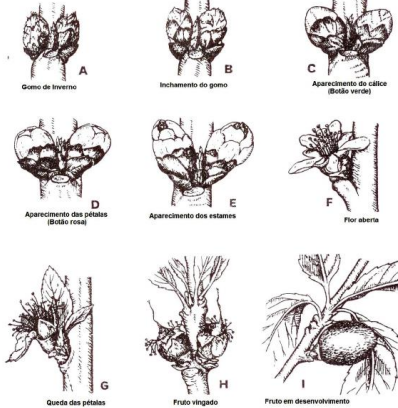 A
Gomo de Inverno
B
Inchamento do gomo
C
Aparecimento do cálice
(Botão verde)
D
Aparecimento das pétalas
(Botão rosa)
E
Aparecimento dos estames
F
Flor aberta
G
Queda das pétalas
H
Fruto vingado
I
Fruto em desenvolvimento